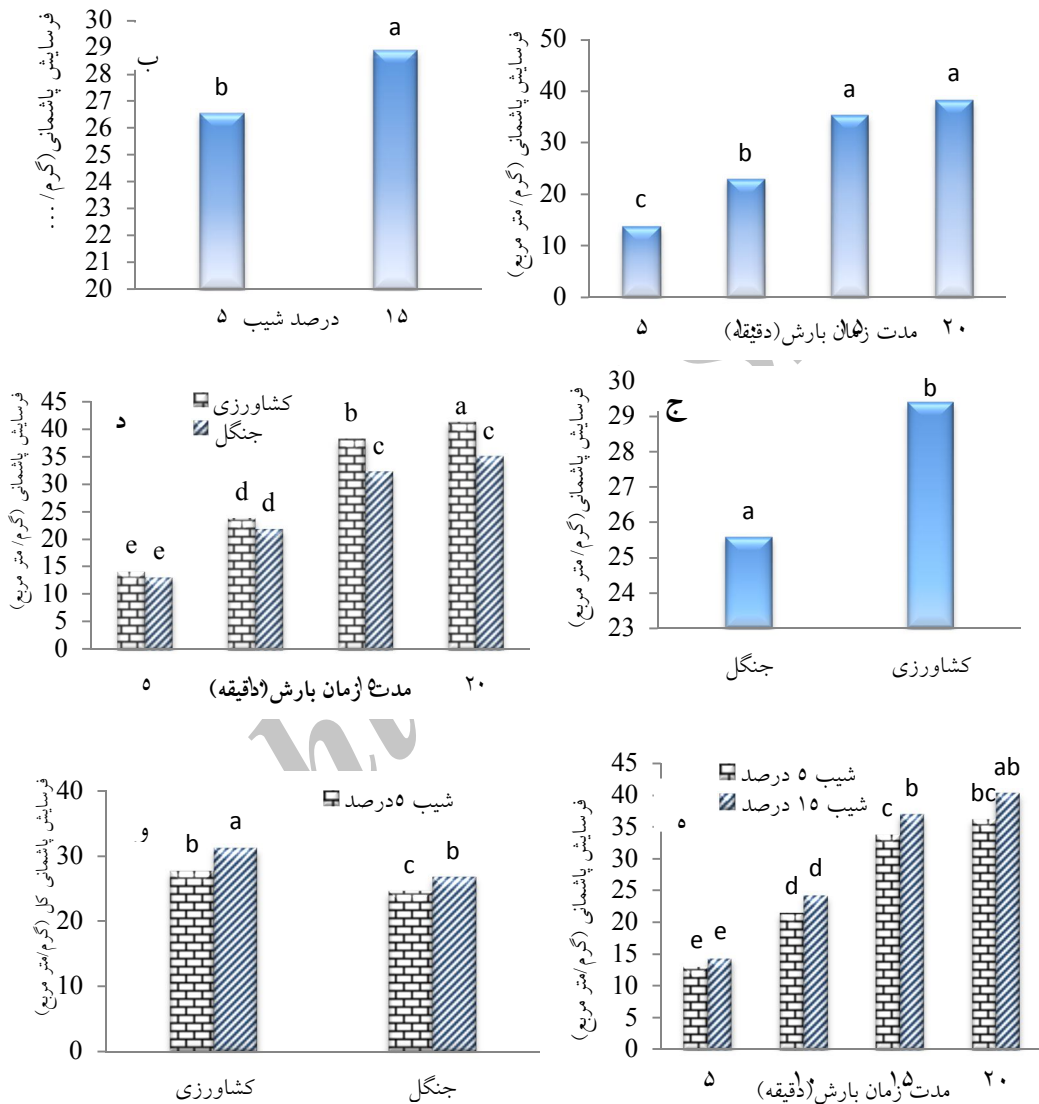 فرسایش پاشمانی (گرم/متر مربع)
50
40
30
20
10
0
c
b
a
a
۵
۱۰
۱۵
۲۰
مدت زمان بارش(دقیقه)
ب
فرسایش پاشمانی(گرم/...
30
29
28
27
26
25
24
23
22
21
20
b
a
۵
۱۵
درصد شیب
ج
فرسایش پاشمانی(گرم/متر مربع)
30
29
28
27
26
25
24
23
a
b
جنگل
کشاورزی
د
فرسایش پاشمانی (گرم/متر مربع)
45
40
35
30
25
20
15
10
5
0
کشاورزی
جنگل
e
e
d
d
b
c
a
c
۵
۱۵
۲۰
مدت زمان بارش(دقیقه)
ه
فرسایش پاشمانی (گرم/متر مربع)
45
40
35
30
25
20
15
10
5
0
شیب ۵ درصد
شیب ۱۵ درصد
e
e
d
d
c
b
bc
ab
۵
۱۰
۱۵
۲۰
مدت زمان بارش(دقیقه)
و
فرسایش پاشمانی کل (گرم/متر مربع)
40
30
20
10
0
شیب ۵درصد
b
a
c
b
کشاورزی
جنگل